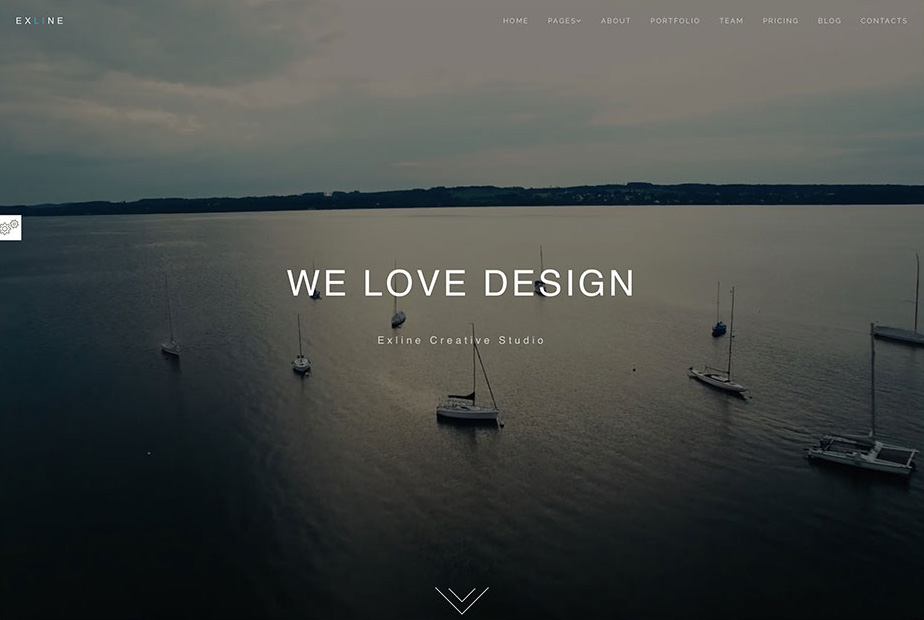 EXLINE
HOME PAGES ABOUT PORTFOLIO TEAM PRICING BLOG CONTACTS
WE LOVE DESIGN
Exline Creative Studio